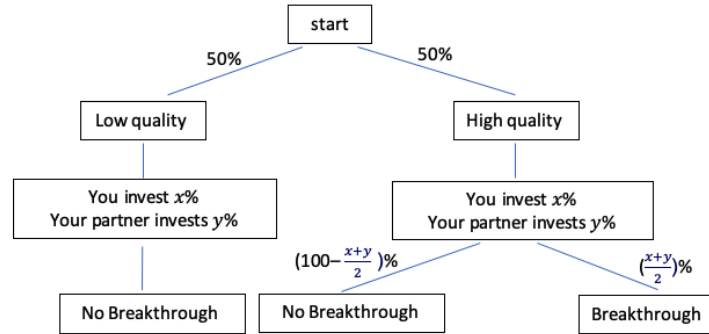 start
50%
50%
Low quality
High quality
You invest 𝑥%
Your partner invests 𝑦%
You invest 𝑥%
Your partner invests 𝑦%
(100−(𝑥+𝑦)/2)%
((𝑥+𝑦)/2)%
No Breakthrough
No Breakthrough
Breakthrough